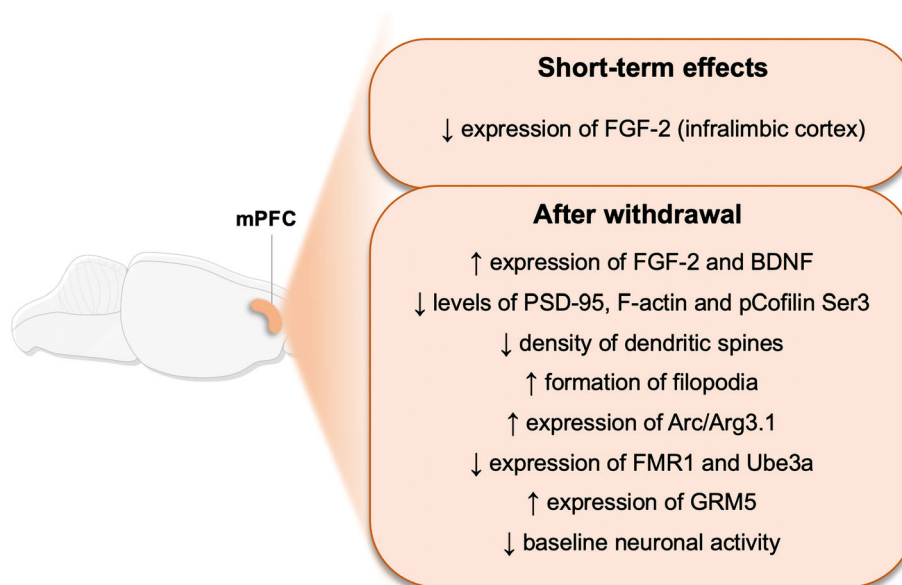 Short-term effects
↓ expression of FGF-2 (infralimbic cortex)
mPFC
After withdrawal
↑ expression of FGF-2 and BDNF
↓ levels of PSD-95, F-actin and pCofilin Ser3
↓ density of dendritic spines
↑ formation of filopodia
↑ expression of Arc/Arg3.1
↓ expression of FMR1 and Ube3a
↑ expression of GRM5
↓ baseline neuronal activity